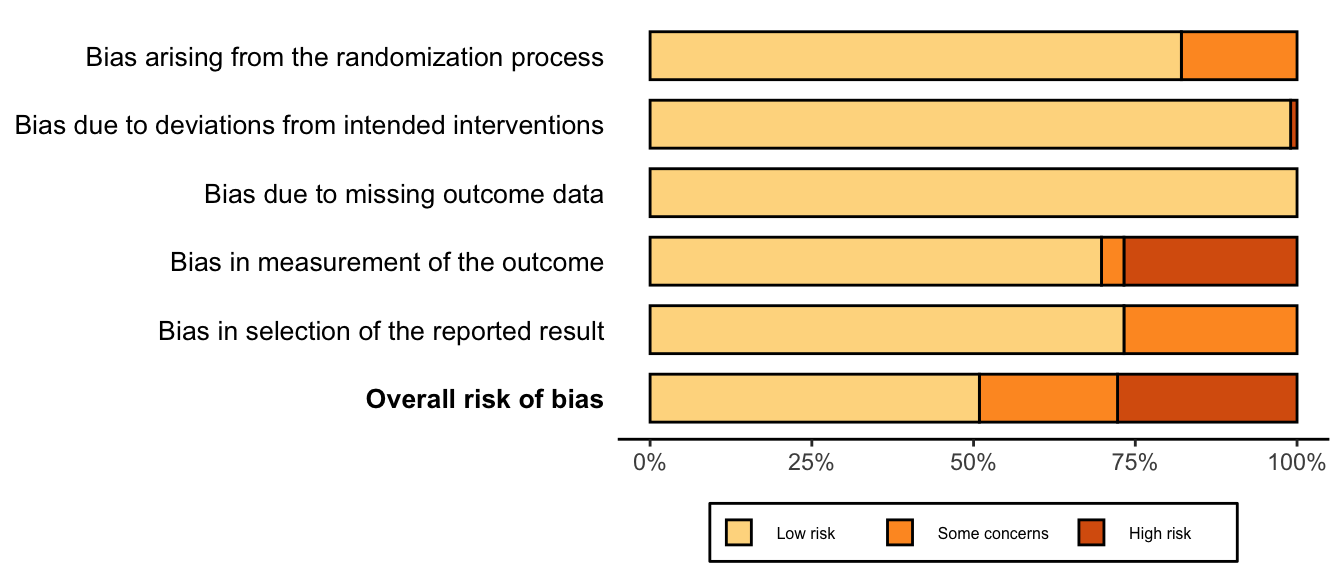 Bias arising from the randomization process
Bias due to deviations from intended interventions
Bias due to missing outcome data
Bias in measurement of the outcome
Bias in selection of the reported result
Overall risk of bias
0% 25% 50% 75% 100%
Low risk Some concerns High risk